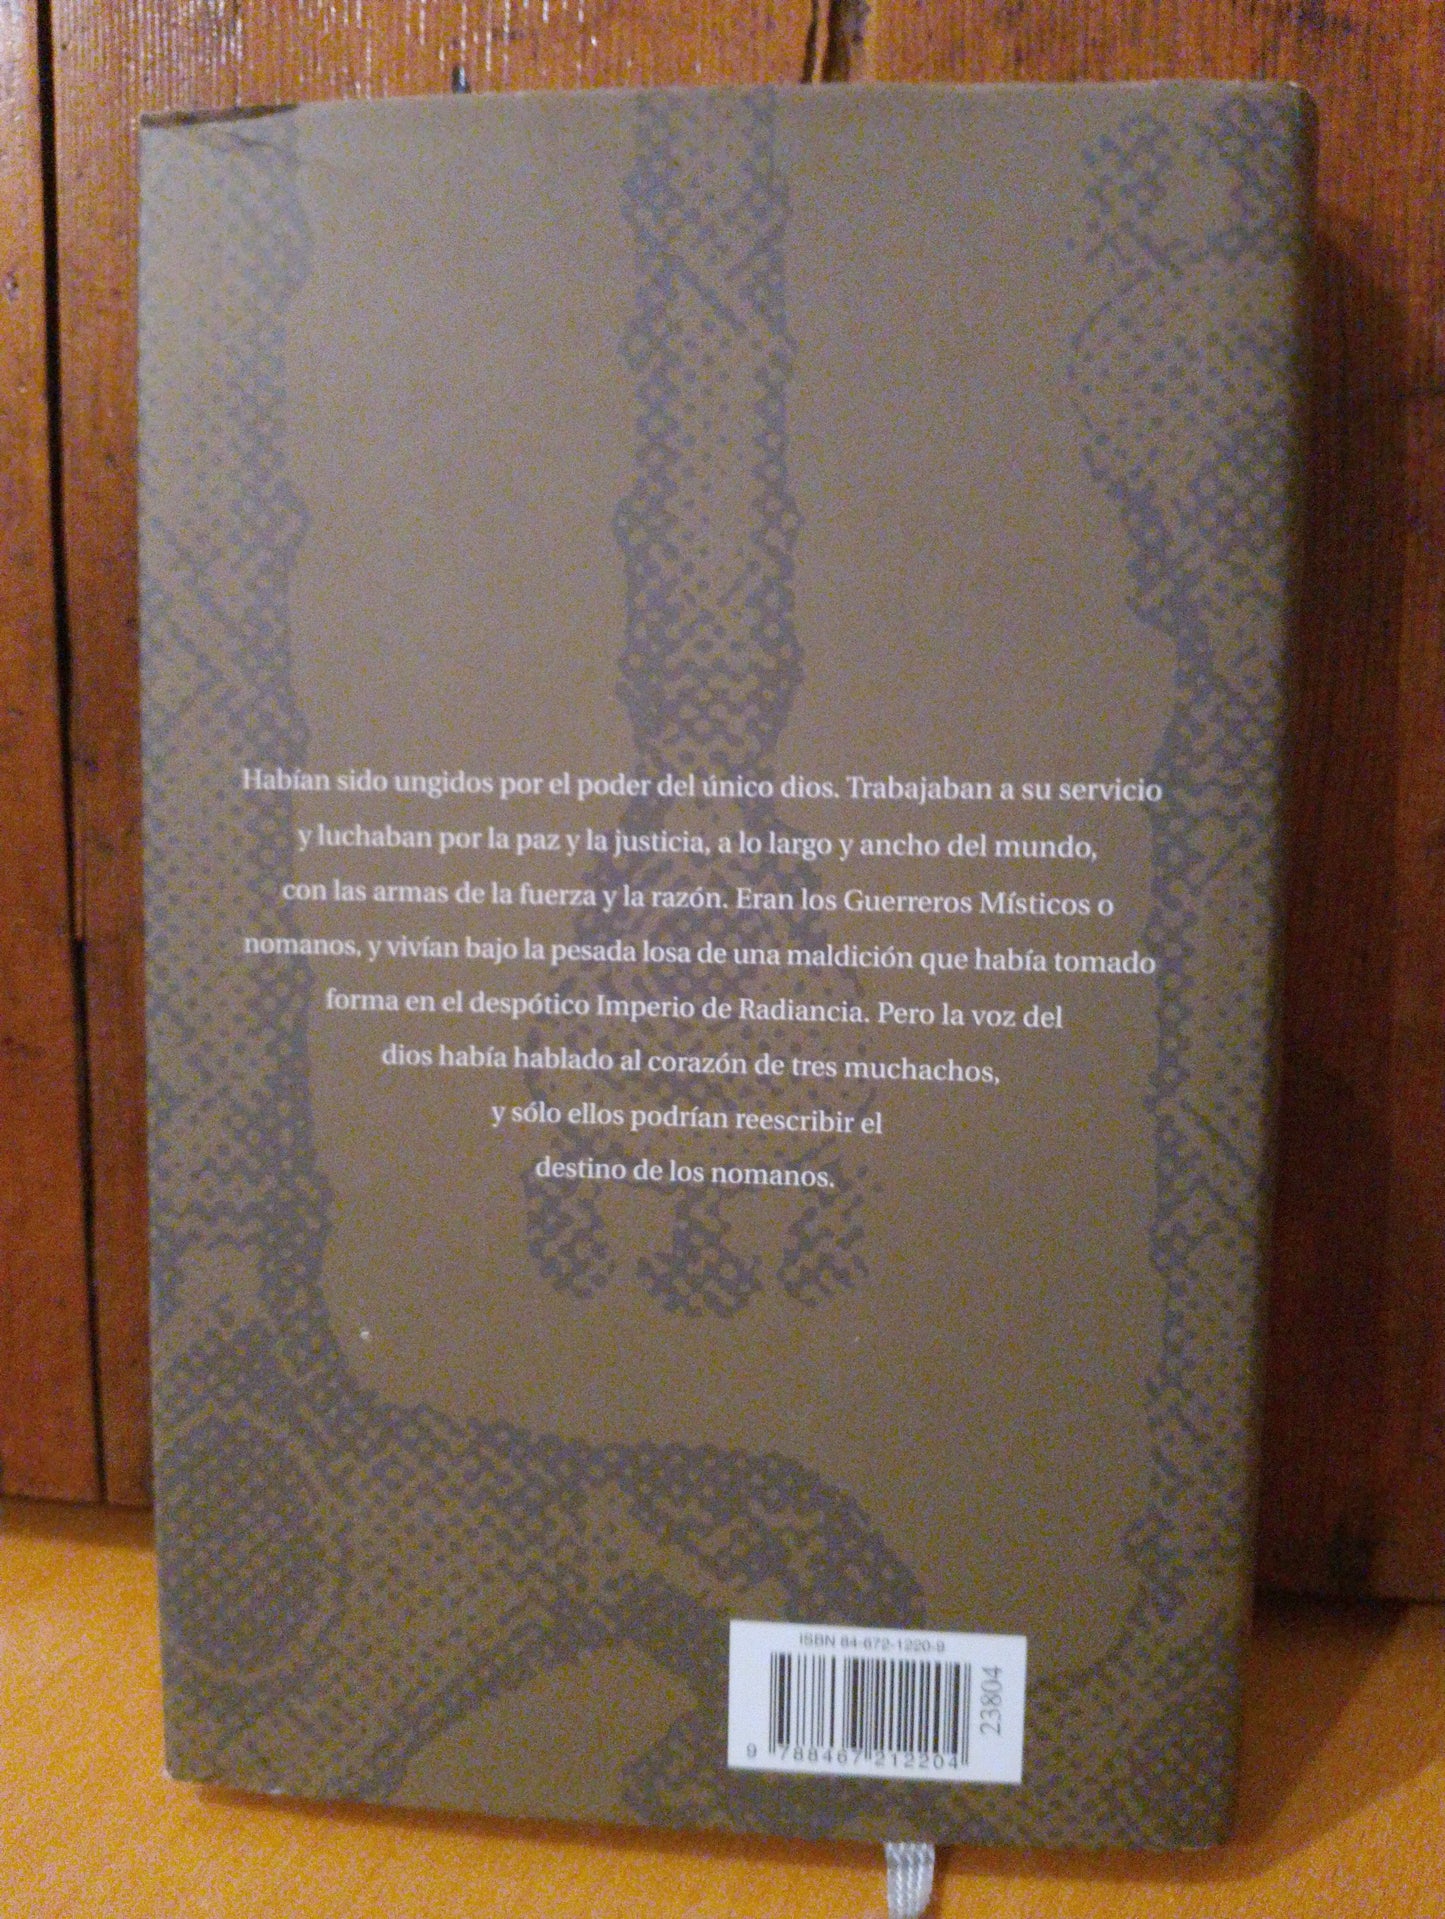 Habían sido ungidos por el poder del único dios. Trabajaban a su servicio
y luchaban por la paz y la justicia, a lo largo y ancho del mundo,
con las armas de la fuerza y la razón. Eran los Guerreros Místicos o
nomanos, y vivían bajo la pesada losa de una maldición que había tomado
forma en el despótico Imperio de Radiancia. Pero la voz del
dios había hablado al corazón de tres muchachos,
y sólo ellos podrían reescribir el
destino de los nomanos.
ISBN 84-672-1220-9
23804
9 788467 212204